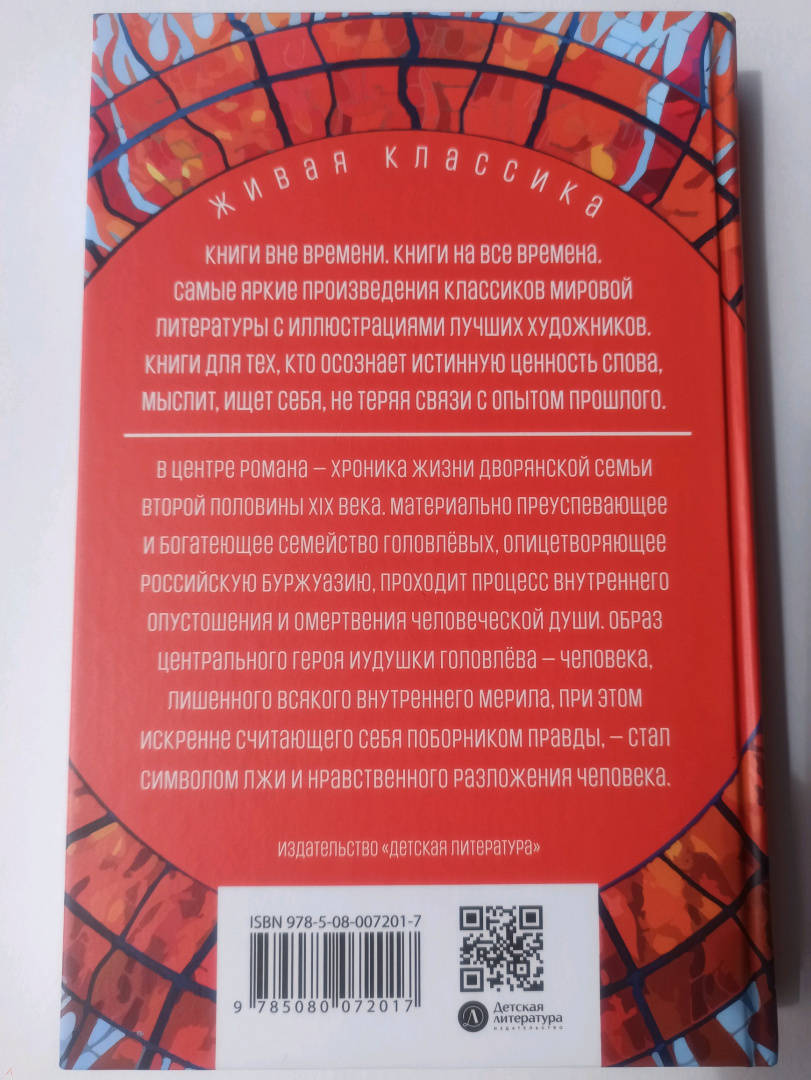 живая классика
книги вне времени. книги на все времена.
самые яркие произведения классиков мировой
литературы с иллюстрациями лучших художников.
книги для тех, кто осознает истинную ценность слова,
мыслит, ищет себя, не теряя связи с опытом прошлого.
в центре романа – хроника жизни дворянской семьи
второй половины XIX века. материально преуспевающее
и богатеющее семейство головлёвых, олицетворяющее
российскую буржуазию, проходит процесс внутреннего
опустошения и омертвения человеческой души. образ
центрального героя иудушки головлёва – человека,
лишенного всякого внутреннего мерила, при этом
искренне считающего себя поборником правды, – стал
символом лжи и нравственного разложения человека.
издательство «детская литература»
ISBN 978-5-08-007201-7
9 785080 072017
Детская
литература
ИЗДАТЕЛЬСТВО